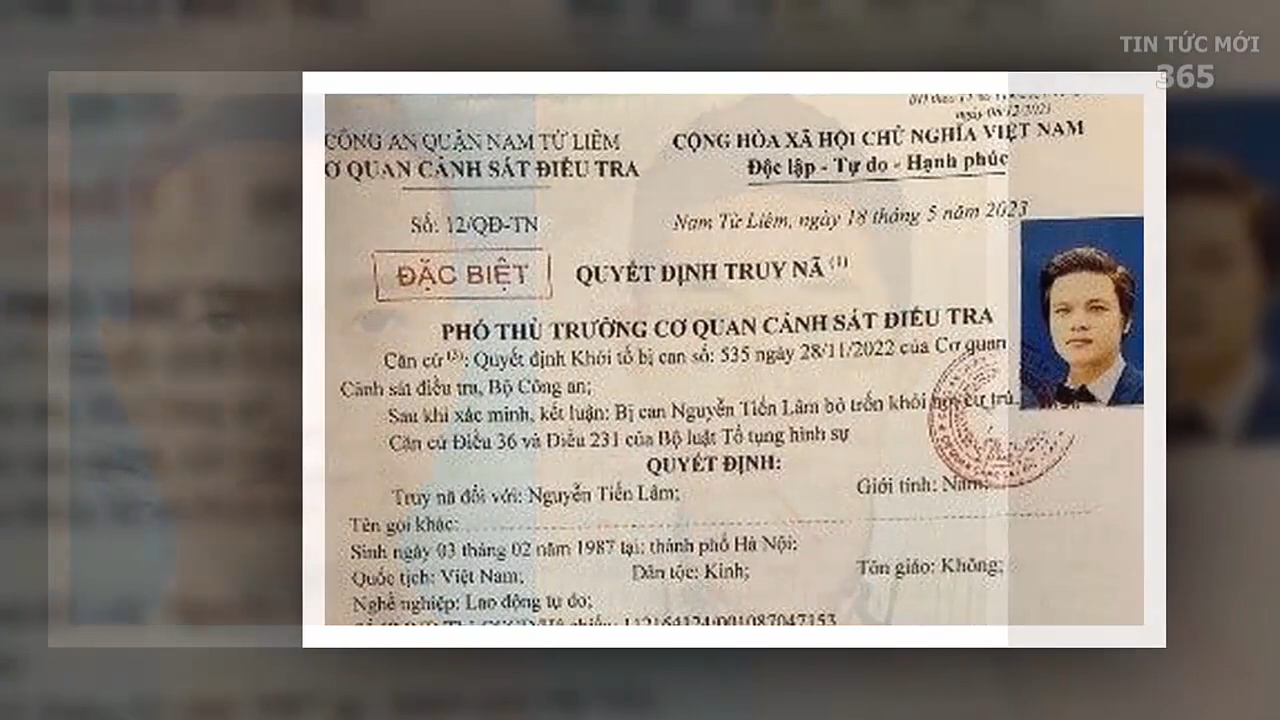 TIN TỨC MỚI
365
CÔNG AN QUẬN NAM TỪ LIÊM
CƠ QUAN CẢNH SÁT ĐIỀU TRA
CỘNG HÒA XÃ HỘI CHỦ NGHĨA VIỆT NAM
Độc lập - Tự do - Hạnh phúc
Số: 12/QĐ-TN
Nam Từ Liêm, ngày 18 tháng 5 năm 2023
ĐẶC BIỆT
QUYẾT ĐỊNH TRUY NÃ (1)
PHÓ THỦ TRƯỞNG CƠ QUAN CẢNH SÁT ĐIỀU TRA
Căn cứ : Quyết định Khởi tố bị can số: 535 ngày 28/11/2022 của Cơ quan
Cảnh sát điều tra, Bộ Công an;
Sau khi xác minh, kết luận: Bị can Nguyễn Tiến Lâm bỏ trốn khỏi nơi cư trú.
Căn cứ Điều 36 và Điều 231 của Bộ luật Tố tụng hình sự
QUYẾT ĐỊNH:
Truy nã đối với: Nguyễn Tiến Lâm;
Giới tính: Nam;
Tên gọi khác:
Sinh ngày 03 tháng 02 năm 1987 tại: thành phố Hà Nội;
Quốc tịch: Việt Nam;
Dân tộc: Kinh;
Tôn giáo: Không;
Nghề nghiệp: Lao động tự do;